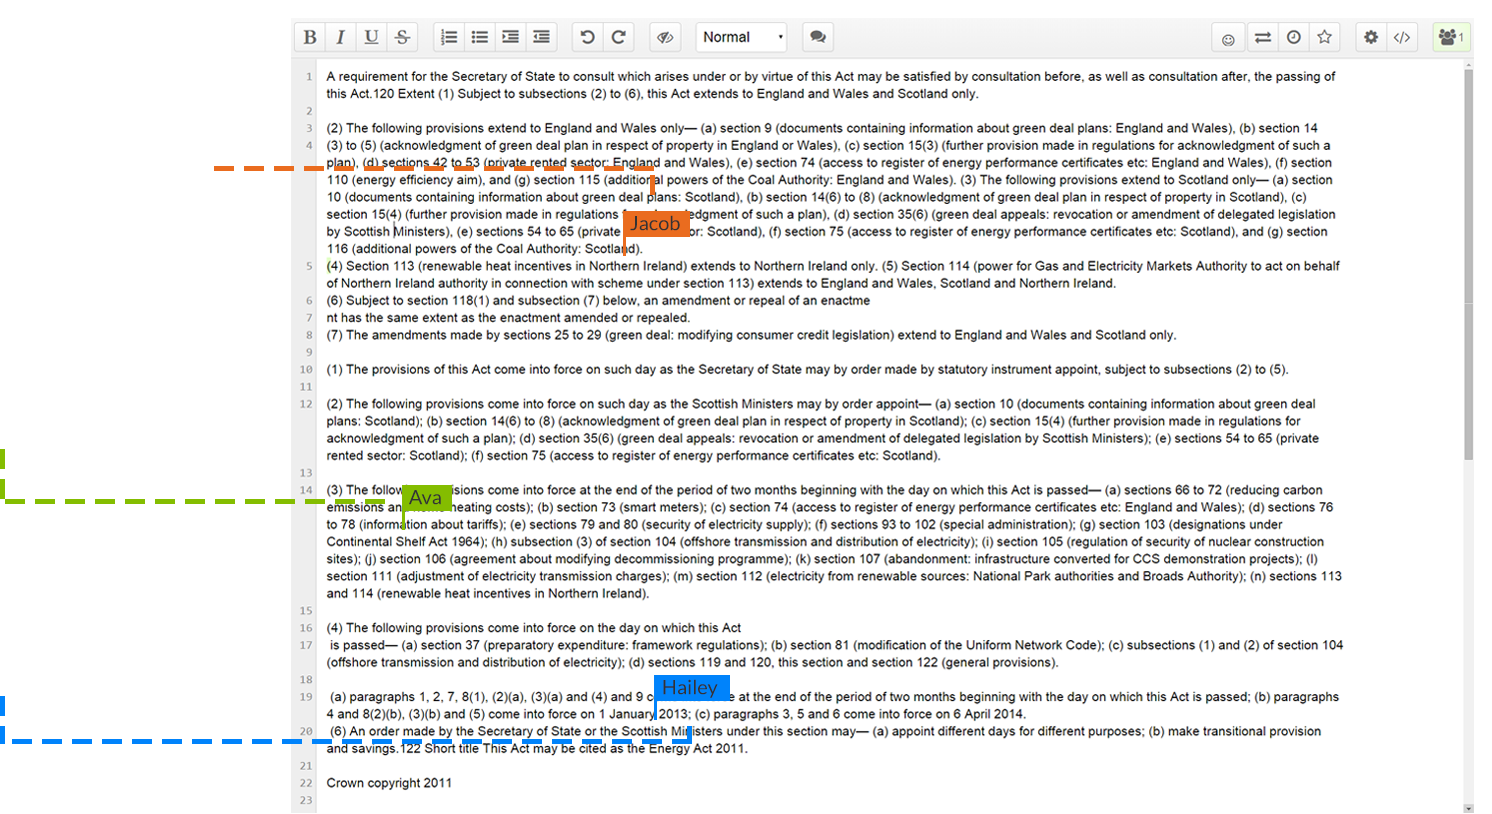 B I U S Normal 1
1 A requirement for the Secretary of State to consult which arises under or by virtue of this Act may be satisfied by consultation before, as well as consultation after, the passing of
this Act.120 Extent (1) Subject to subsections (2) to (6), this Act extends to England and Wales and Scotland only.
2
3 (2) The following provisions extend to England and Wales only— (a) section 9 (documents containing information about green deal plans: England and Wales), (b) section 14
4 (3) to (5) (acknowledgment of green deal plan in respect of property in England or Wales), (c) section 15(3) (further provision made in regulations for acknowledgment of such a
plan), (d) sections 42 to 53 (private rented sector: England and Wales), (e) section 74 (access to register of energy performance certificates etc: England and Wales), (f) section
110 (energy efficiency aim), and (g) section 115 (additional powers of the Coal Authority: England and Wales). (3) The following provisions extend to Scotland only— (a) section
10 (documents containing information about green deal plans: Scotland), (b) section 14(6) to (8) (acknowledgment of green deal plan in respect of property in Scotland), (c)
section 15(4) (further provision made in regulations edgment of such a plan), (d) section 35(6) (green deal appeals: revocation or amendment of delegated legislation
Jacob
by Scottish Ministers), (e) sections 54 to 65 (private or: Scotland), (f) section 75 (access to register of energy performance certificates etc: Scotland), and (g) section
116 (additional powers of the Coal Authority: Scotland).
5 (4) Section 113 (renewable heat incentives in Northern Ireland) extends to Northern Ireland only. (5) Section 114 (power for Gas and Electricity Markets Authority to act on behalf
of Northern Ireland authority in connection with scheme under section 113) extends to England and Wales, Scotland and Northern Ireland.
6 (6) Subject to section 118(1) and subsection (7) below, an amendment or repeal of an enactme
7 nt has the same extent as the enactment amended or repealed.
8 (7) The amendments made by sections 25 to 29 (green deal: modifying consumer credit legislation) extend to England and Wales and Scotland only.
9
10 (1) The provisions of this Act come into force on such day as the Secretary of State may by order made by statutory instrument appoint, subject to subsections (2) to (5).
11
12 (2) The following provisions come into force on such day as the Scottish Ministers may by order appoint— (a) section 10 (documents containing information about green deal
plans: Scotland); (b) section 14(6) to (8) (acknowledgment of green deal plan in respect of property in Scotland); (c) section 15(4) (further provision made in regulations for
acknowledgment of such a plan); (d) section 35(6) (green deal appeals: revocation or amendment of delegated legislation by Scottish Ministers); (e) sections 54 to 65 (private
rented sector: Scotland); (f) section 75 (access to register of energy performance certificates etc: Scotland).
13
14 (3) The follow isions come into force at the end of the period of two months beginning with the day on which this Act is passed— (a) sections 66 to 72 (reducing carbon
Ava
emissions an heating costs); (b) section 73 (smart meters); (c) section 74 (access to register of energy performance certificates etc: England and Wales); (d) sections 76
to 78 (information about tariffs); (e) sections 79 and 80 (security of electricity supply); (f) sections 93 to 102 (special administration); (g) section 103 (designations under
Continental Shelf Act 1964); (h) subsection (3) of section 104 (offshore transmission and distribution of electricity); (i) section 105 (regulation of security of nuclear construction
sites); (j) section 106 (agreement about modifying decommissioning programme); (k) section 107 (abandonment: infrastructure converted for CCS demonstration projects); (l)
section 111 (adjustment of electricity transmission charges); (m) section 112 (electricity from renewable sources: National Park authorities and Broads Authority); (n) sections 113
and 114 (renewable heat incentives in Northern Ireland).
15
16 (4) The following provisions come into force on the day on which this Act
17 is passed— (a) section 37 (preparatory expenditure: framework regulations); (b) section 81 (modification of the Uniform Network Code); (c) subsections (1) and (2) of section 104
(offshore transmission and distribution of electricity); (d) sections 119 and 120, this section and section 122 (general provisions).
18
Hailey
19 (a) paragraphs 1, 2, 7, 8(1), (2)(a), (3)(a) and (4) and 9 c e at the end of the period of two months beginning with the day on which this Act is passed; (b) paragraphs
4 and 8(2)(b), (3)(b) and (5) come into force on 1 January 2013; (c) paragraphs 3, 5 and 6 come into force on 6 April 2014.
20 (6) An order made by the Secretary of State or the Scottish Ministers under this section may— (a) appoint different days for different purposes; (b) make transitional provision
and savings.122 Short title This Act may be cited as the Energy Act 2011.
21
22 Crown copyright 2011
23